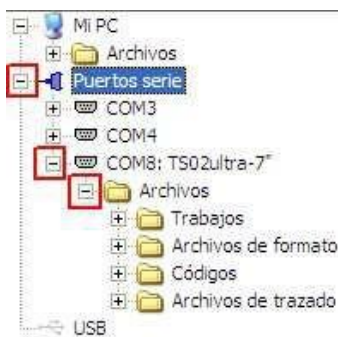 Mi PC
Archivos
Puertos serie
COM3
COM4
COM8: TS02ultra-7"
Archivos
Trabajos
Archivos de formato
Códigos
Archivos de trazado
USB